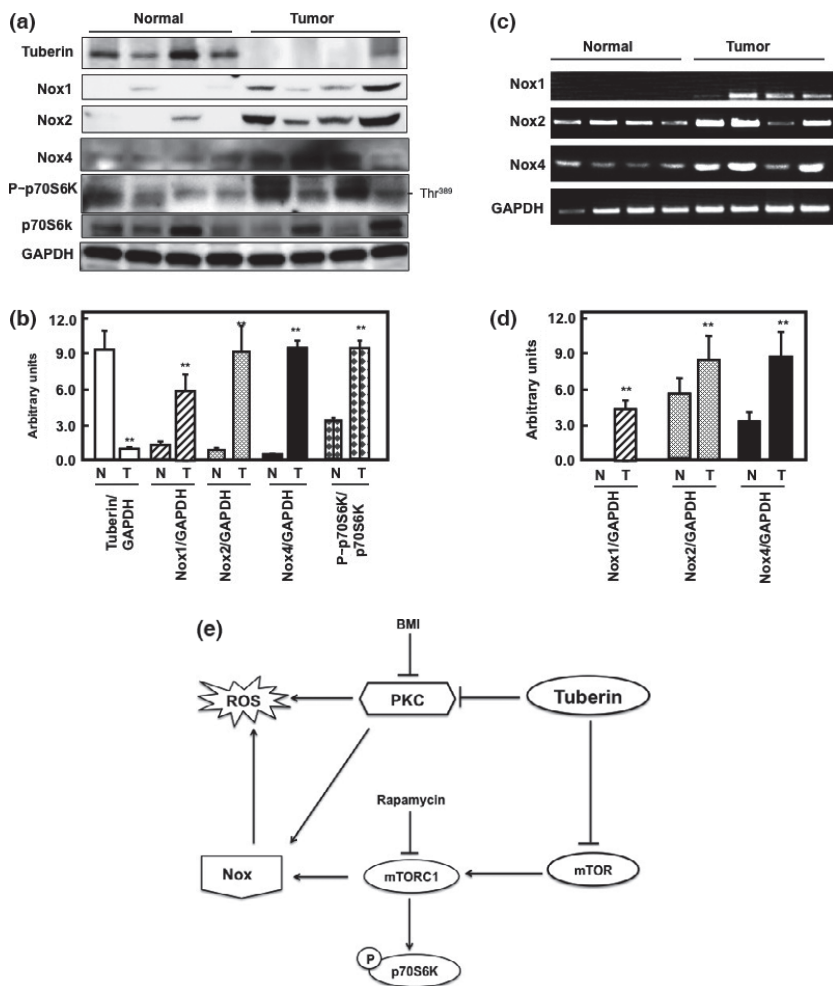 (a)
Normal Tumor
Tuberin
Nox1
Nox2
Nox4
P–p70S6K
Thr389
p70S6k
GAPDH
(c)
Normal Tumor
Nox1
Nox2
Nox4
GAPDH
(b)
Arbitrary units
12.0
9.0
6.0
3.0
0.0
** ** ** ** **
N T N T N T N T N T
Tuberin/
GAPDH
Nox1/GAPDH
Nox2/GAPDH
Nox4/GAPDH
P–p70S6K/
p70S6K
(d)
Arbitrary units
12.0
9.0
6.0
3.0
0.0
** ** **
N T N T N T
Nox1/GAPDH
Nox2/GAPDH
Nox4/GAPDH
(e)
BMI
ROS
PKC
Tuberin
Rapamycin
Nox
mTORC1
mTOR
P
p70S6K